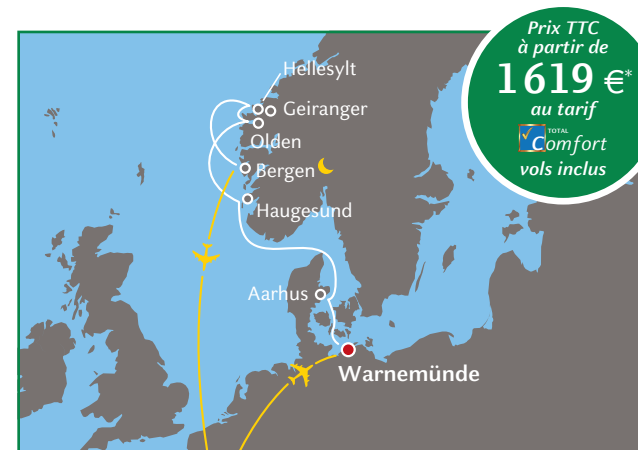 Prix TTC
à partir de
1619 €*
au tarif
TOTAL
Comfort
vols inclus
Hellesylt
Geiranger
Olden
Bergen
Haugesund
Aarhus
Warnemünde